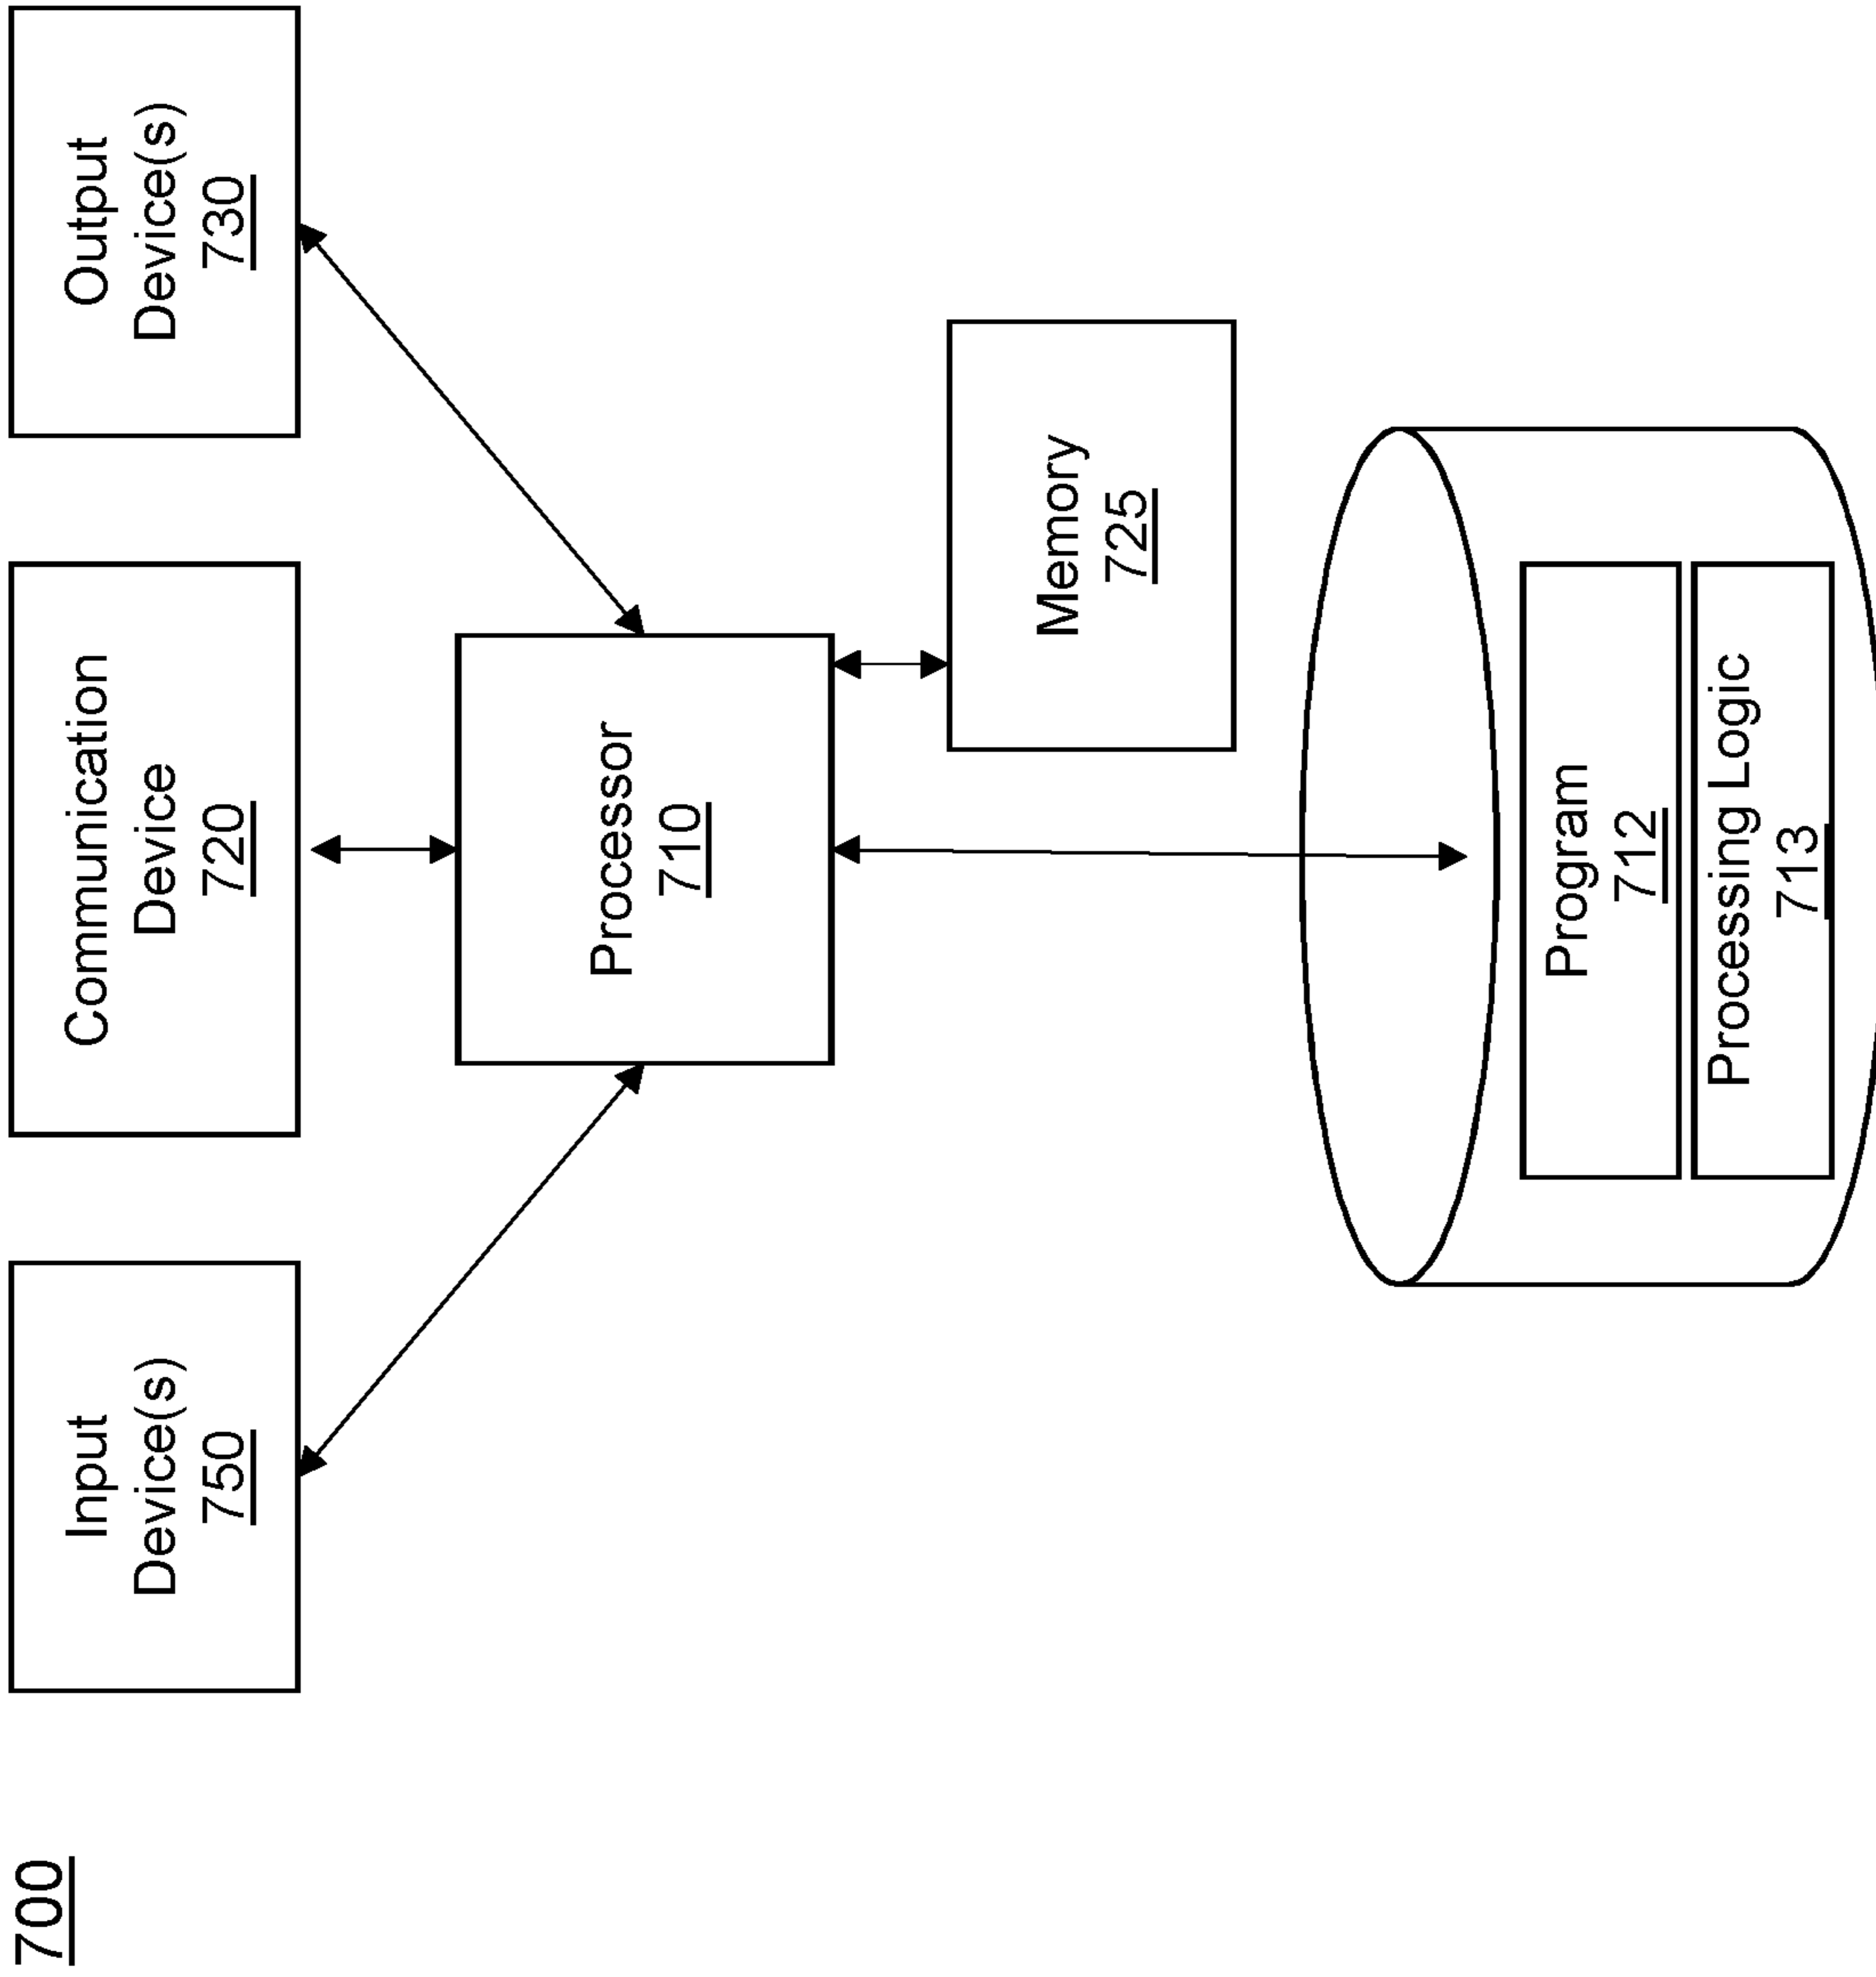 700
Input
Device(s)
750
Communication
Device
720
Output
Device(s)
730
Processor
710
Memory
725
Program
712
Processing Logic
713